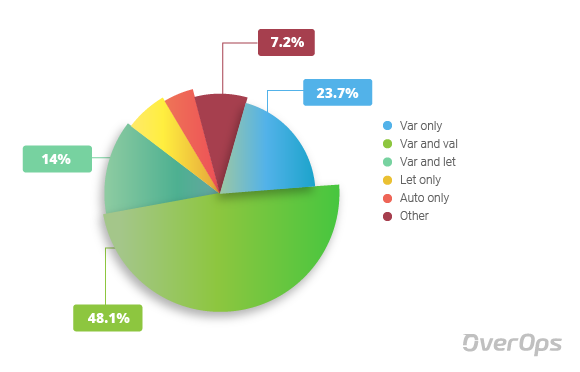 7.2%
23.7%
14%
48.1%
Var only
Var and val
Var and let
Let only
Auto only
Other
OverOps